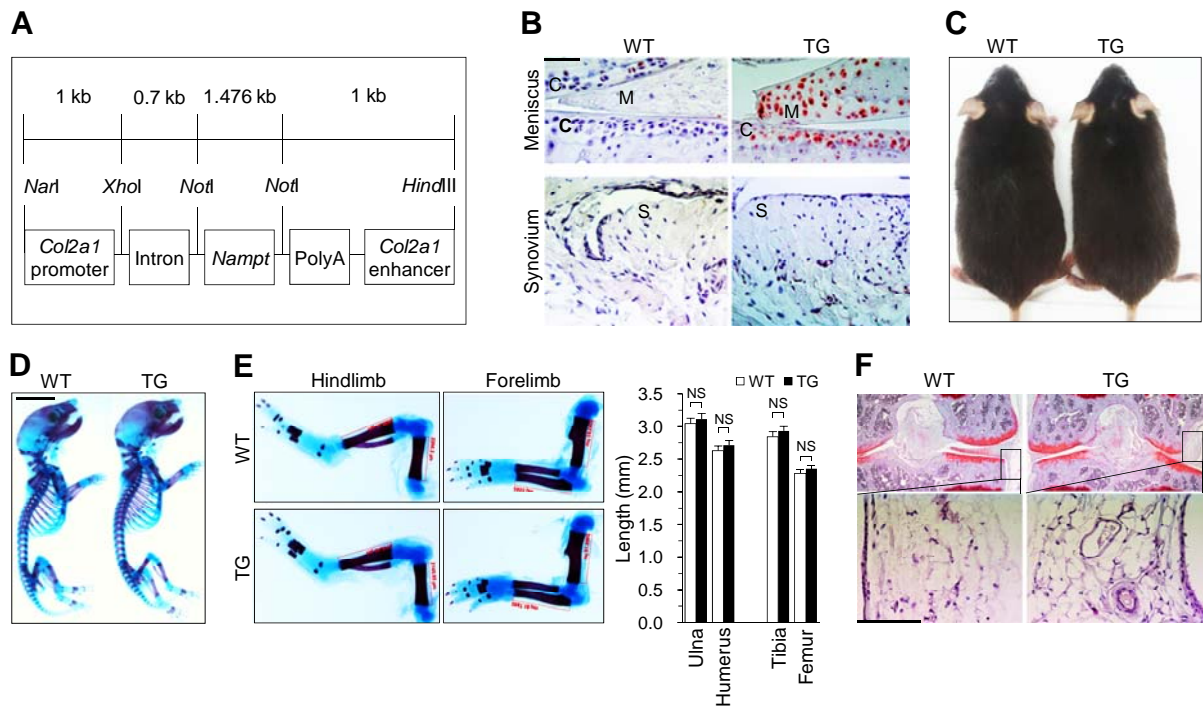 A
1 kb 0.7 kb 1.476 kb 1 kb
NarI XhoI NotI NotI HindIII
Col2a1 promoter Intron Nampt PolyA Col2a1 enhancer
B
WT TG
Meniscus
C M C
M C
Synovium
S S
C
WT TG
D
WT TG
E
Hindlimb Forelimb
WT
TG
WT TG
Length (mm)
3.5
3.0
2.5
2.0
1.5
1.0
0.5
0.0
NS NS NS NS
Ulna
Humerus
Tibia
Femur
F
WT TG